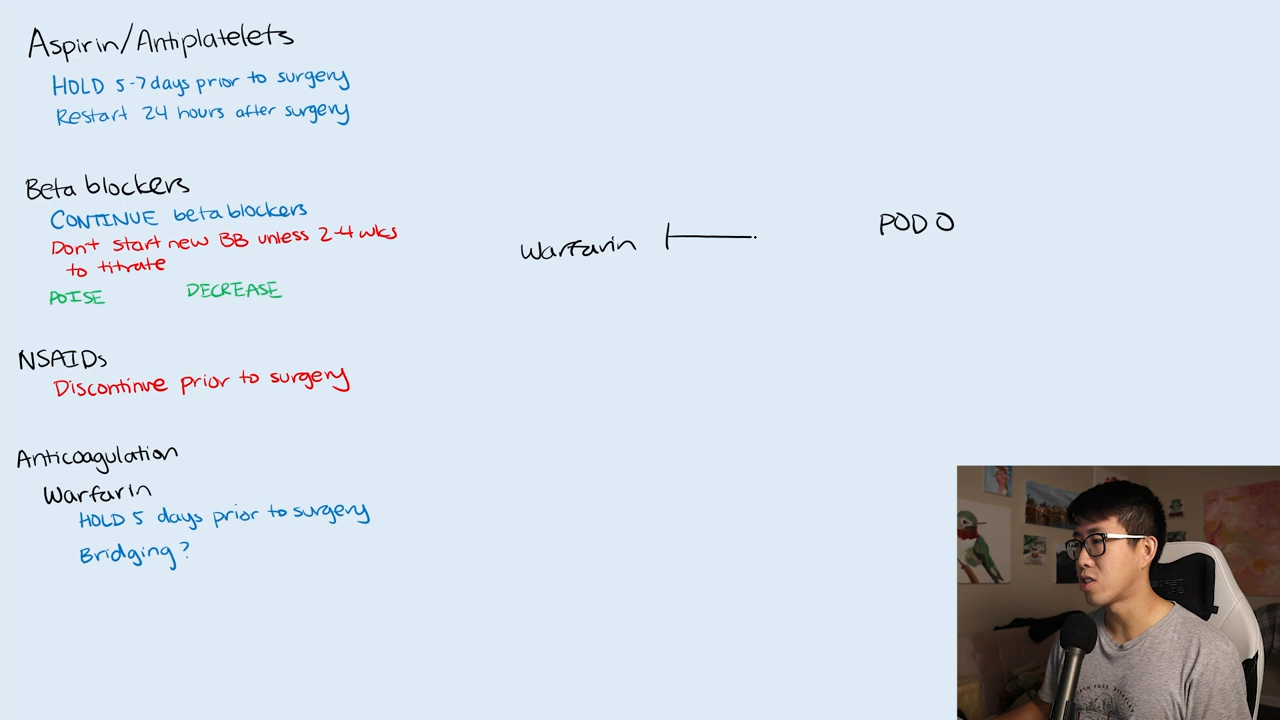 Aspirin/Antiplatelets
HOLD 5-7 days prior to surgery
Restart 24 hours after surgery
Beta blockers
CONTINUE beta blockers
Don't start new BB unless 2-4 wks
to titrate
POISE DECREASE
NSAIDs
Discontinue prior to surgery
Anticoagulation
Warfarin
HOLD 5 days prior to surgery
Bridging?
Warfarin
POD 0